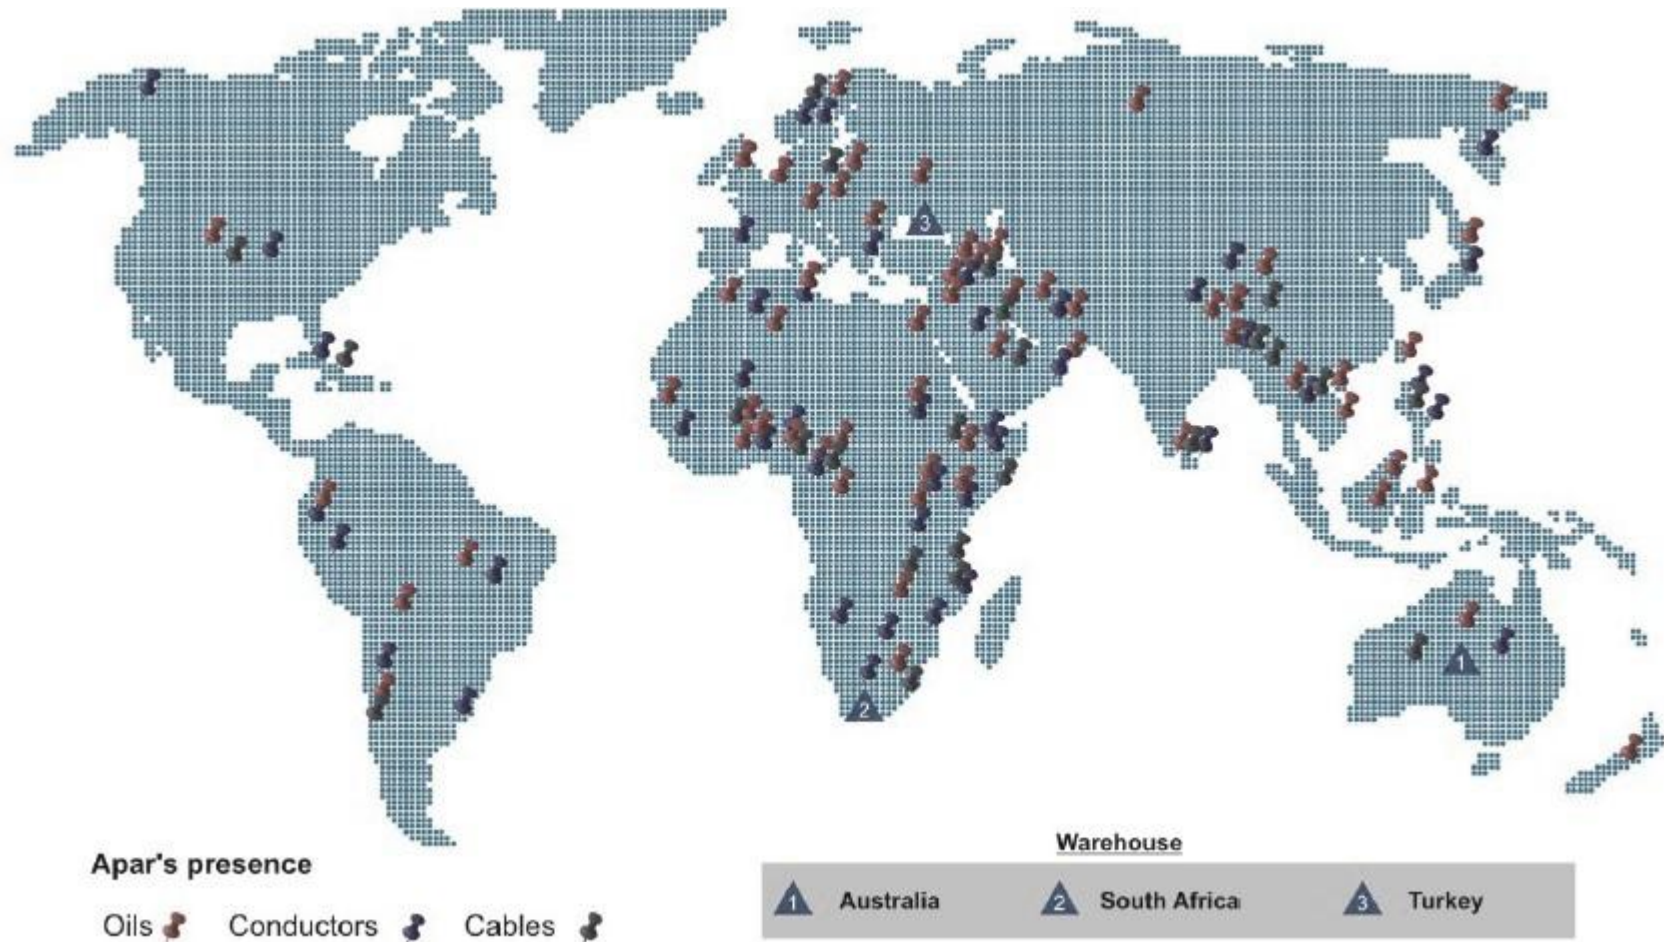 3
1
2
Warehouse
Apar's presence
1 Australia 2 South Africa 3 Turkey
Oils Conductors Cables